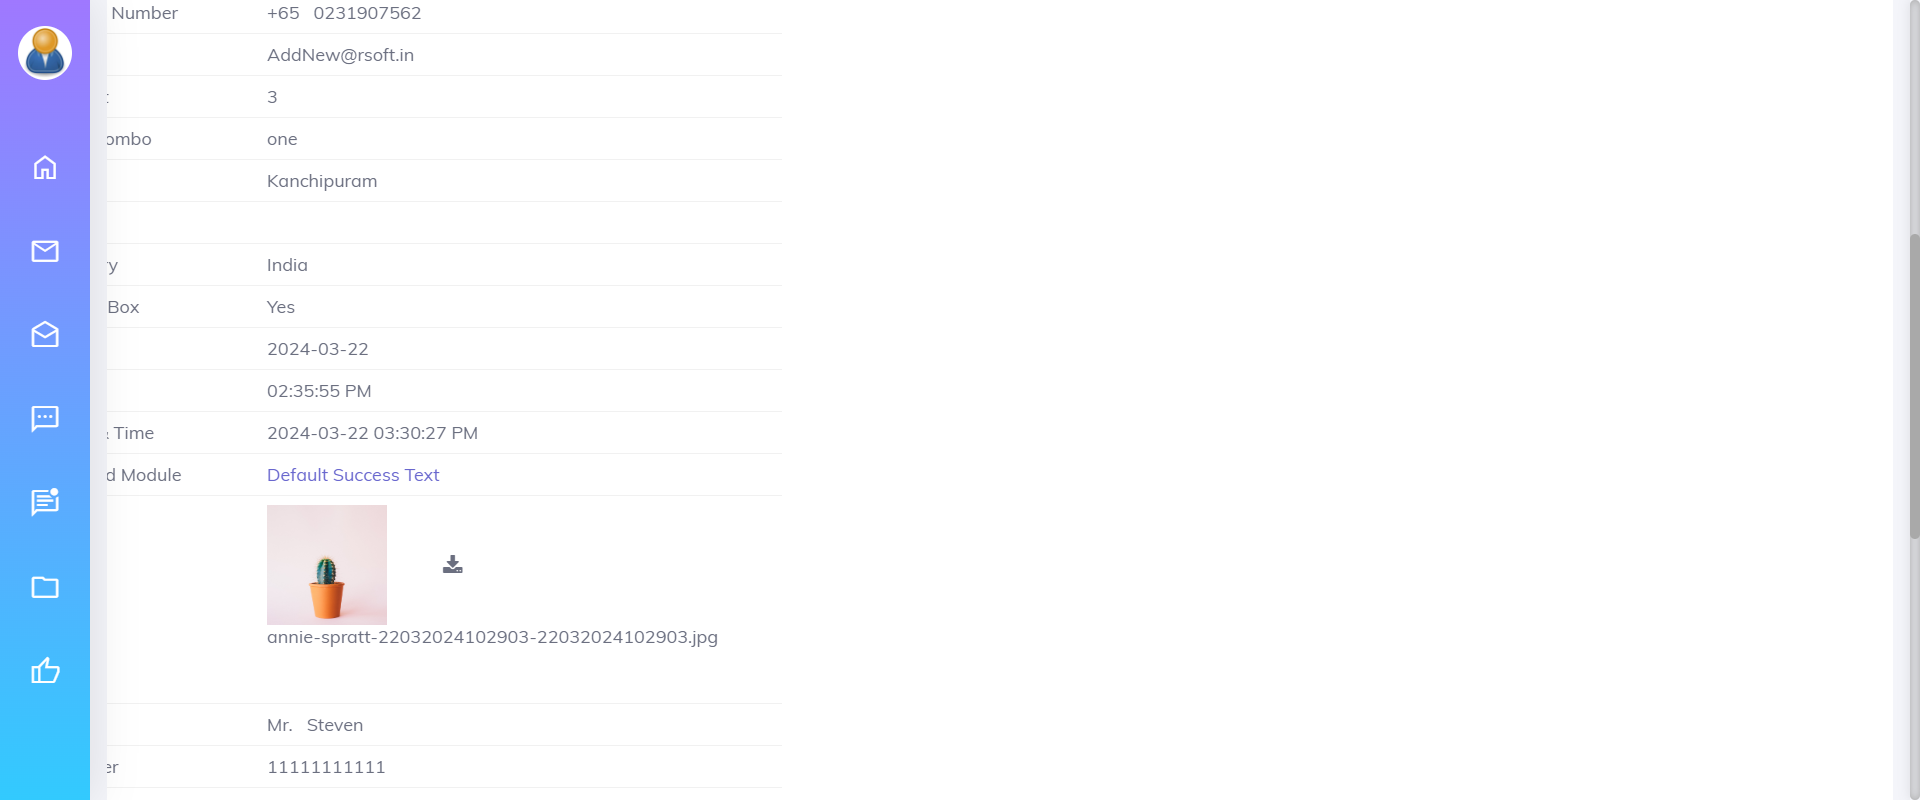 Number +65 0231907562
AddNew@rsoft.in
3
ombo one
Kanchipuram
ry India
Box Yes
2024-03-22
02:35:55 PM
Time 2024-03-22 03:30:27 PM
d Module Default Success Text
annie-spratt-22032024102903-22032024102903.jpg
Mr. Steven
er 11111111111